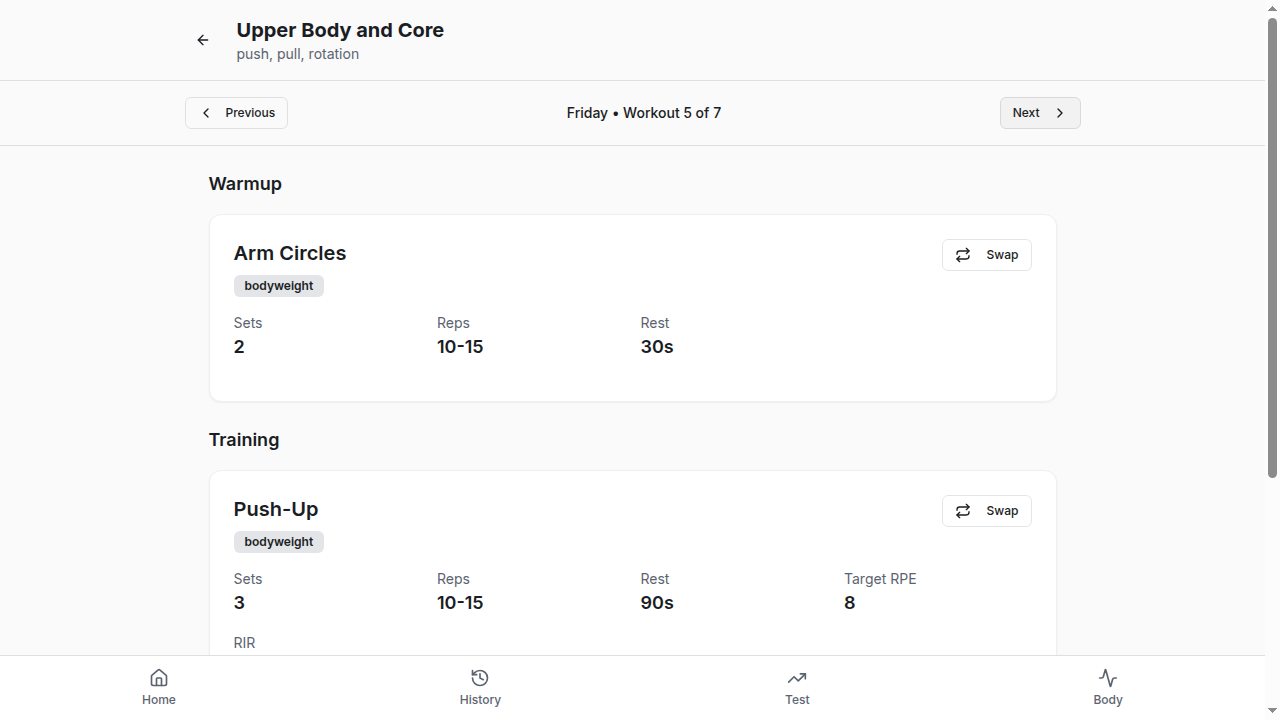 Upper Body and Core
push, pull, rotation
Previous
Friday • Workout 5 of 7
Next
Warmup
Arm Circles
Swap
bodyweight
Sets
Reps
Rest
2
10-15
30s
Training
Push-Up
Swap
bodyweight
Sets
Reps
Rest
Target RPE
3
10-15
90s
8
RIR
Home
History
Test
Body